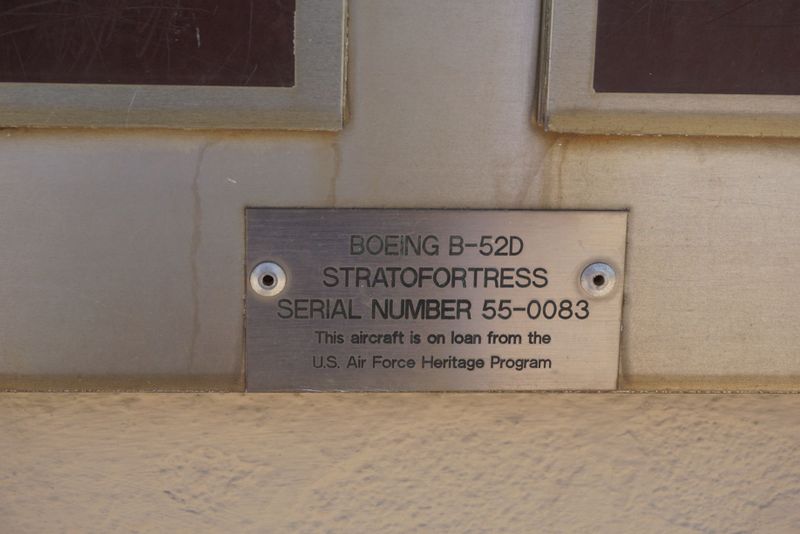 BOEING B-52D
STRATOFORTRESS
SERIAL NUMBER 55-0083
This aircraft is on loan from the
U.S. Air Force Heritage Program